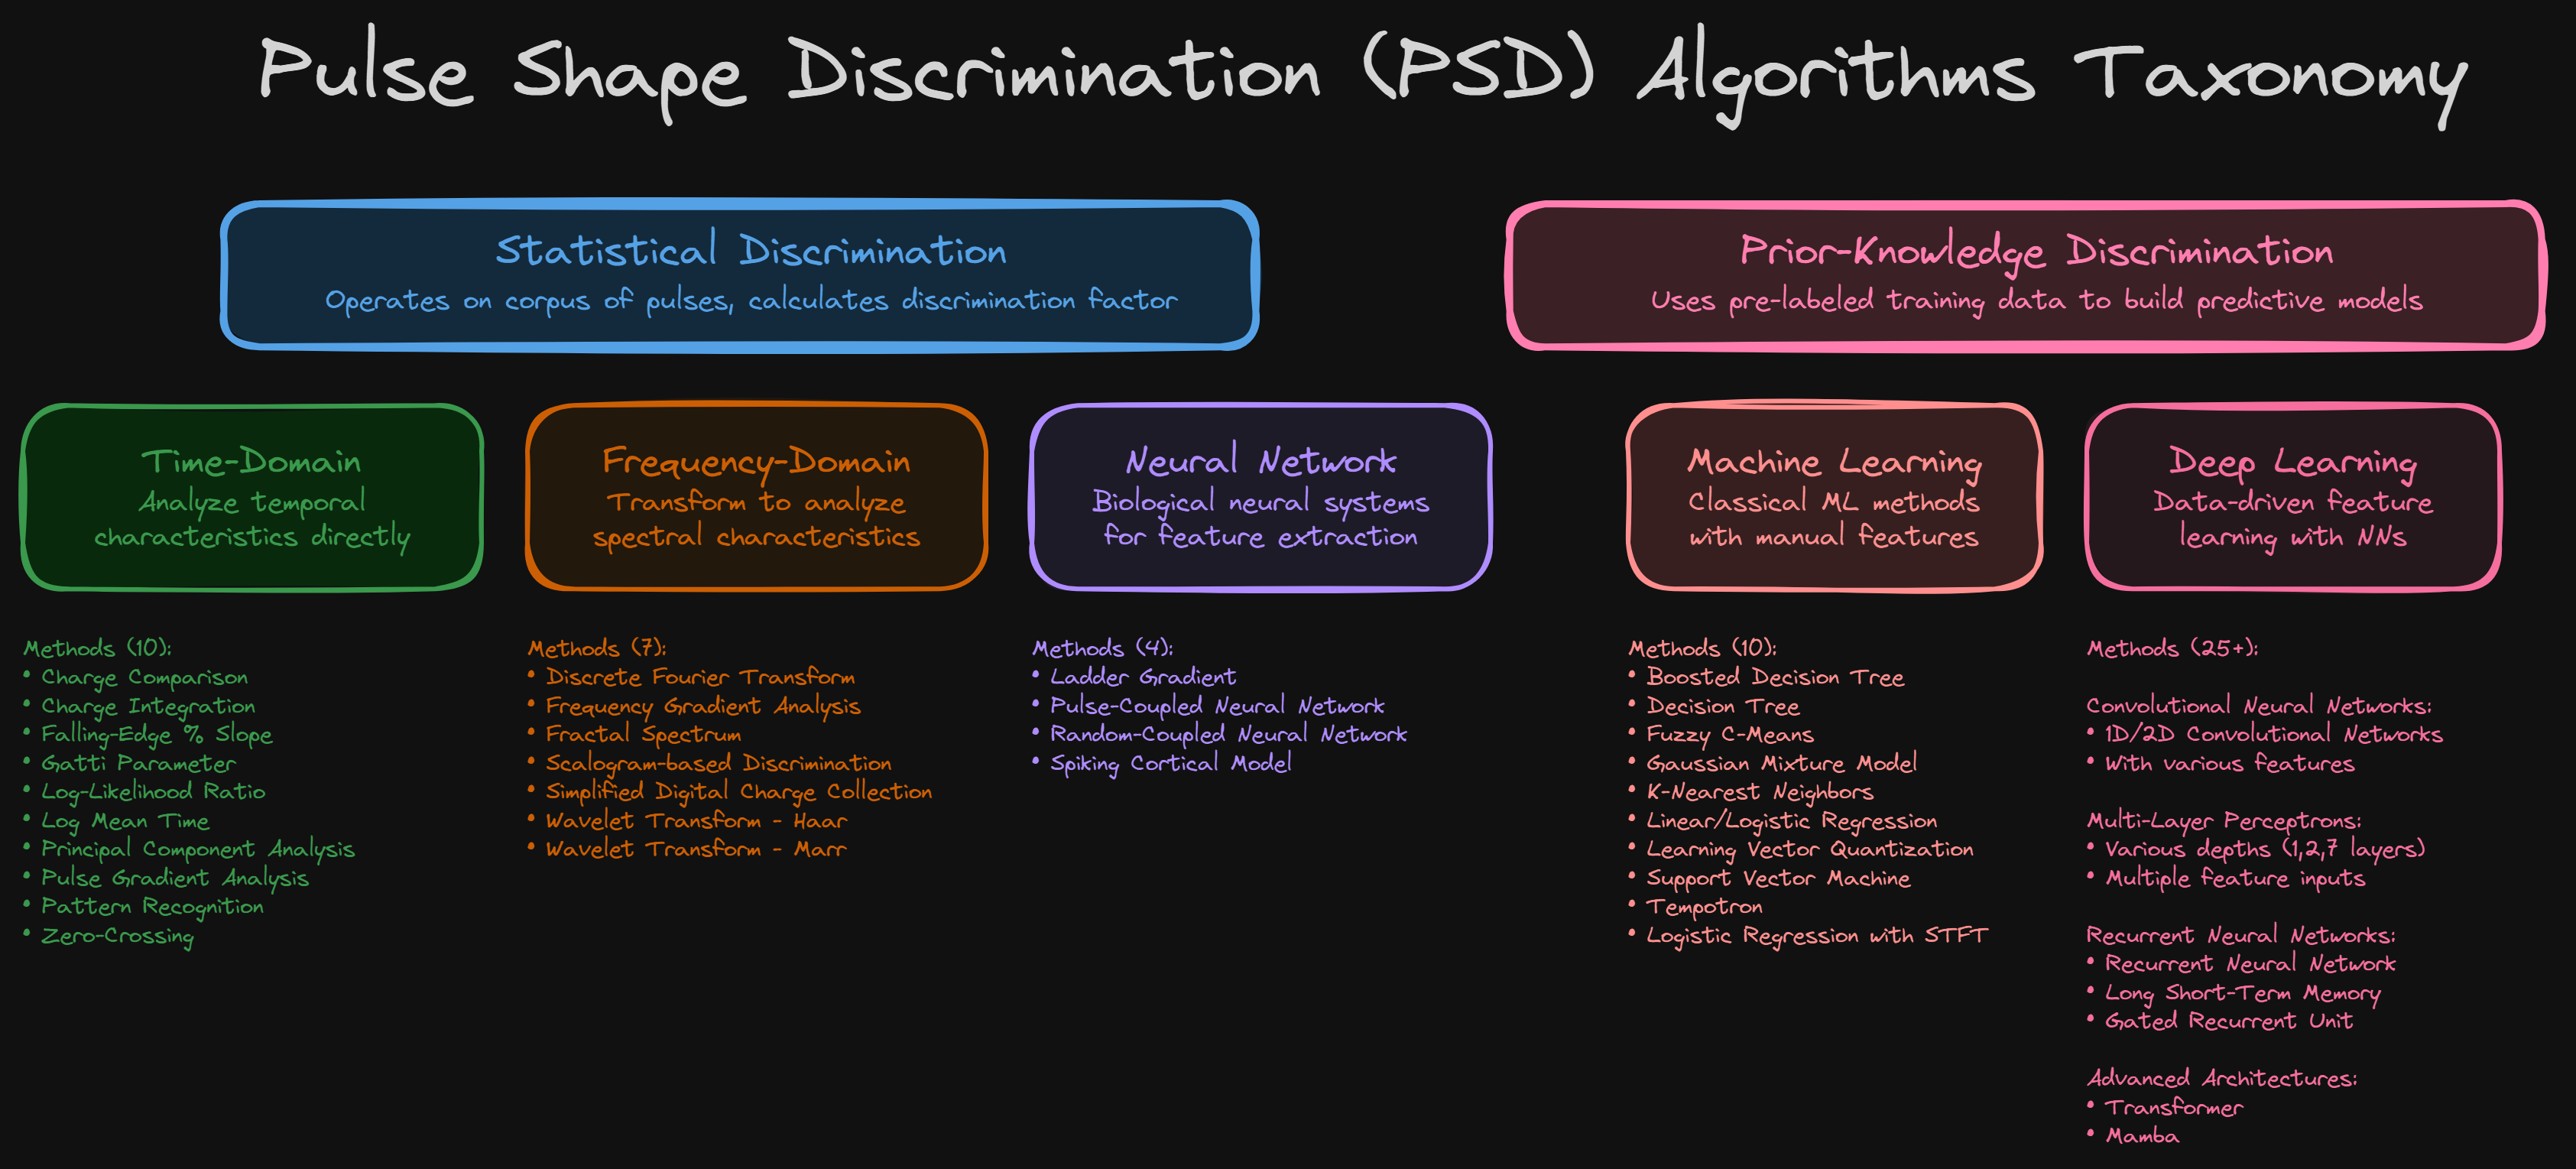 Pulse Shape Discrimination (PSD) Algorithms Taxonomy
Statistical Discrimination
Operates on corpus of pulses, calculates discrimination factor
Prior-Knowledge Discrimination
Uses pre-labeled training data to build predictive models
Time-Domain
Analyze temporal
characteristics directly
Frequency-Domain
Transform to analyze
spectral characteristics
Neural Network
Biological neural systems
for feature extraction
Machine Learning
Classical ML methods
with manual features
Deep Learning
Data-driven feature
learning with NNs
Methods (10):
• Charge Comparison
• Charge Integration
• Falling-Edge % Slope
• Gatti Parameter
• Log-Likelihood Ratio
• Log Mean Time
• Principal Component Analysis
• Pulse Gradient Analysis
• Pattern Recognition
• Zero-Crossing
Methods (7):
• Discrete Fourier Transform
• Frequency Gradient Analysis
• Fractal Spectrum
• Scalogram-based Discrimination
• Simplified Digital Charge Collection
• Wavelet Transform - Haar
• Wavelet Transform - Marr
Methods (4):
• Ladder Gradient
• Pulse-Coupled Neural Network
• Random-Coupled Neural Network
• Spiking Cortical Model
Methods (10):
• Boosted Decision Tree
• Decision Tree
• Fuzzy C-Means
• Gaussian Mixture Model
• K-Nearest Neighbors
• Linear/Logistic Regression
• Learning Vector Quantization
• Support Vector Machine
• Tempotron
• Logistic Regression with STFT
Methods (25+):
Convolutional Neural Networks:
• 1D/2D Convolutional Networks
• With various features
Multi-Layer Perceptrons:
• Various depths (1,2,7 layers)
• Multiple feature inputs
Recurrent Neural Networks:
• Recurrent Neural Network
• Long Short-Term Memory
• Gated Recurrent Unit
Advanced Architectures:
• Transformer
• Mamba